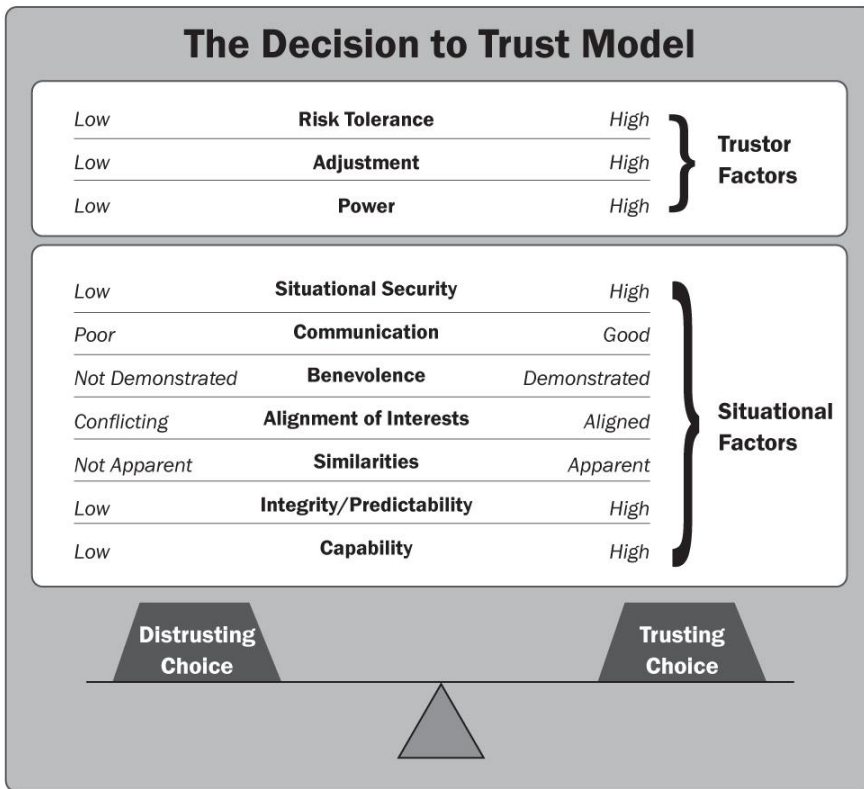 The Decision to Trust Model
Low Risk Tolerance High
Low Adjustment High
Low Power High
Trustor
Factors
Low Situational Security High
Poor Communication Good
Not Demonstrated Benevolence Demonstrated
Conflicting Alignment of Interests Aligned
Not Apparent Similarities Apparent
Low Integrity/Predictability High
Low Capability High
Situational
Factors
Distrusting
Choice
Trusting
Choice